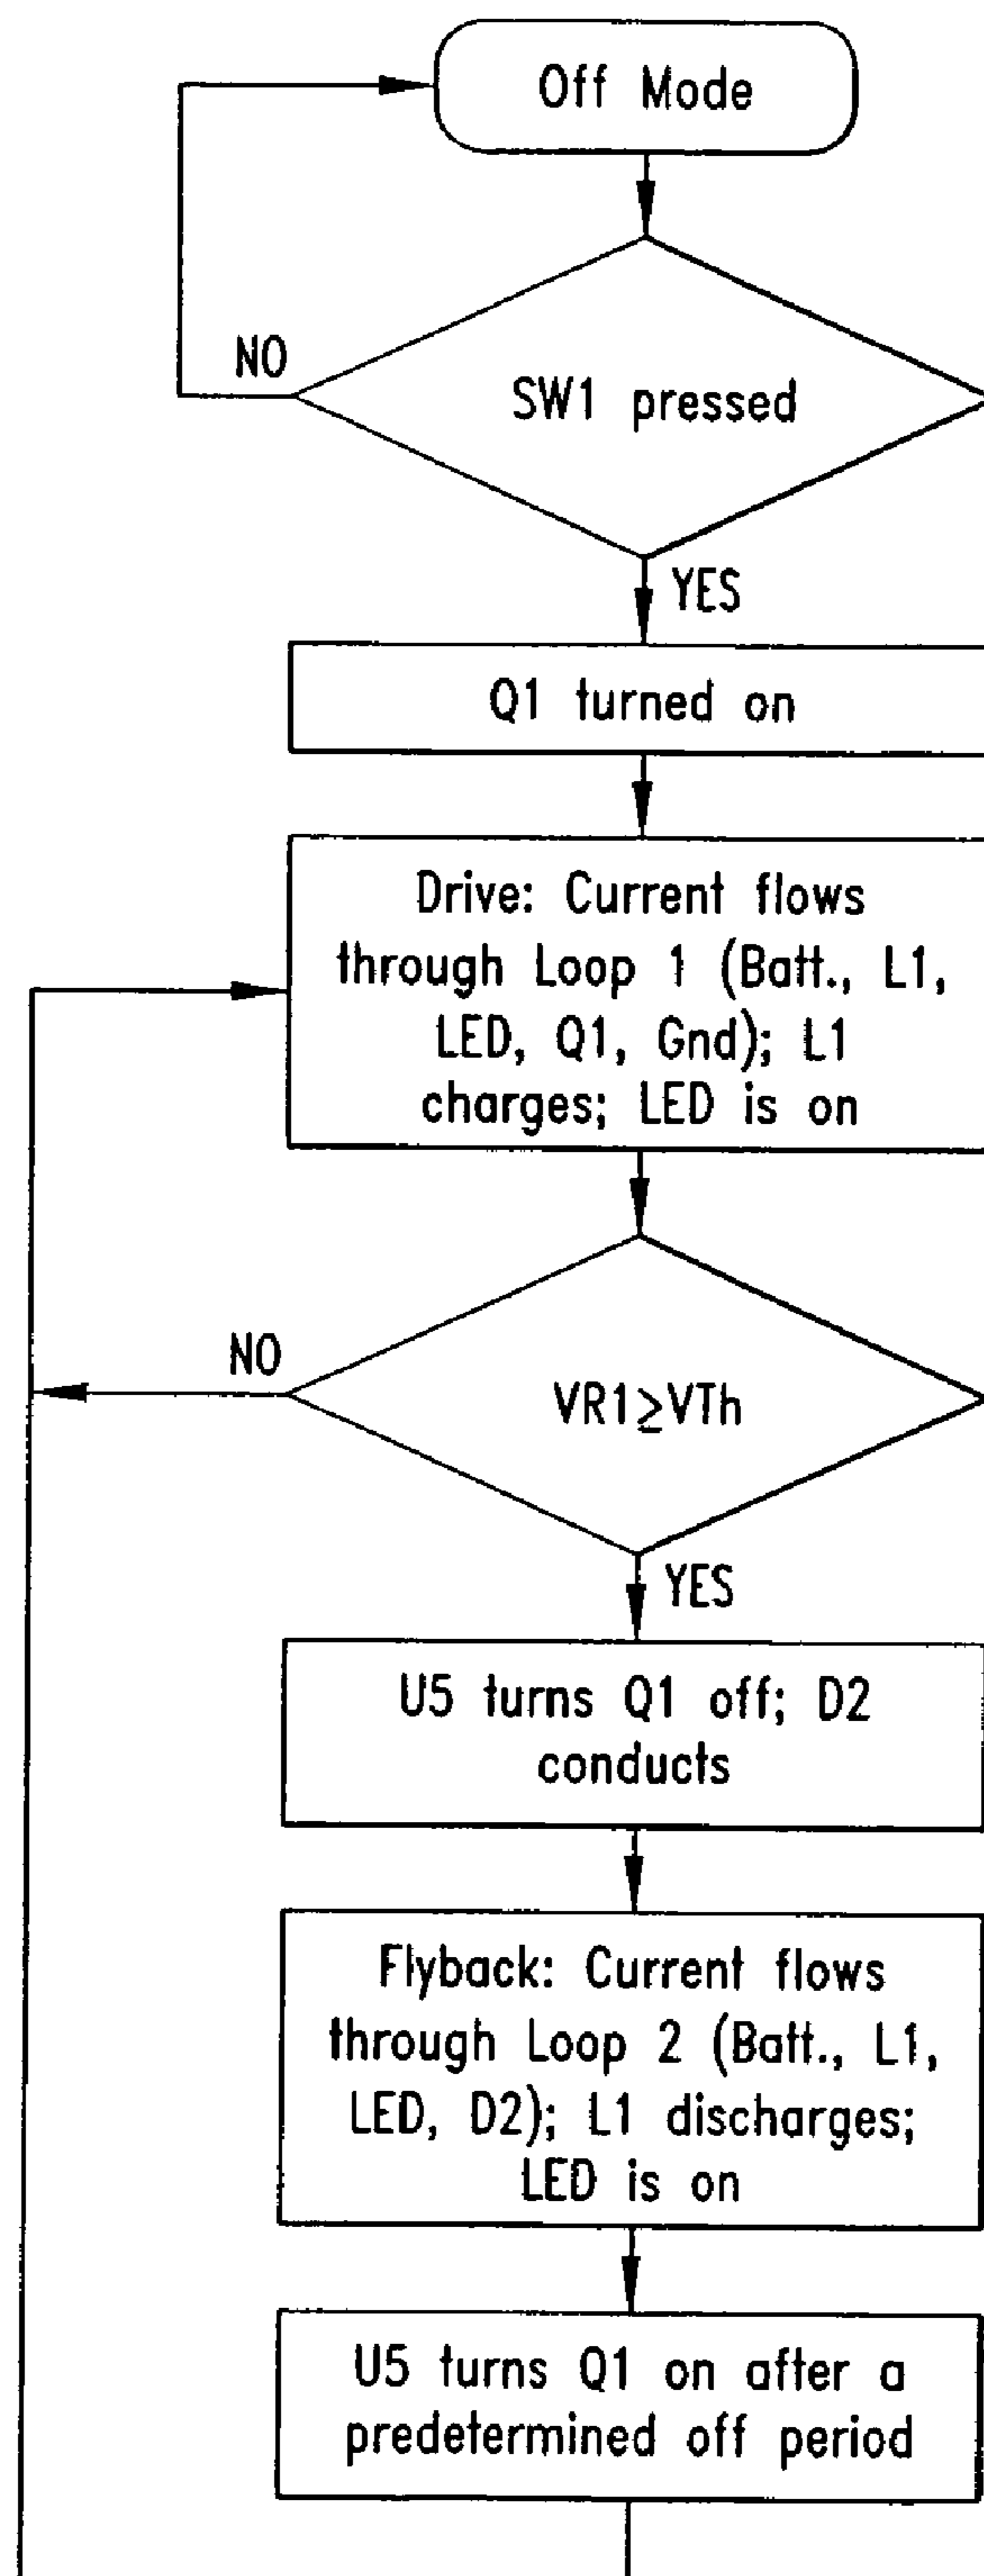 Off Mode
NO
SW1 pressed
YES
Q1 turned on
Drive: Current flows
through Loop 1 (Batt., L1,
LED, Q1, Gnd); L1
charges; LED is on
NO
VR1≥VTh
YES
U5 turns Q1 off; D2
conducts
Flyback: Current flows
through Loop 2 (Batt., L1,
LED, D2); L1 discharges;
LED is on
U5 turns Q1 on after a
predetermined off period